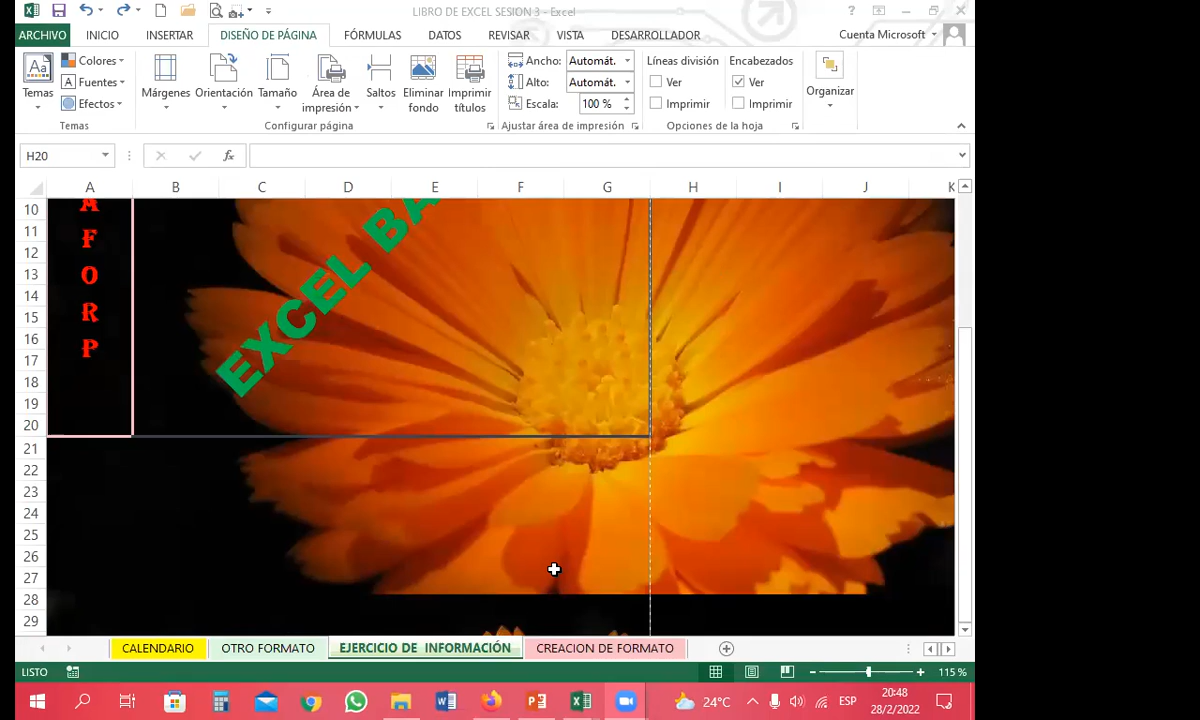 LIBRO DE EXCEL SESION 3 - Excel
?
ARCHIVO INICIO INSERTAR DISEÑO DE PÁGINA FÓRMULAS DATOS REVISAR VISTA DESARROLLADOR Cuenta Microsoft
Aa Temas
Colores
A Fuentes
Efectos
Temas
Márgenes
Orientación
Tamaño
Área de impresión
Saltos
Eliminar fondo
Imprimir títulos
Configurar página
Ancho: Automát.
Alto: Automát.
Escala: 100 %
Ajustar área de impresión
Líneas división
Ver
Imprimir
Encabezados
Ver
Imprimir
Opciones de la hoja
Organizar
H20 fx
A B C D E F G H I J K
10
11
12
13
14
15
16
17
18
19
20
21
22
23
24
25
26
27
28
29
A
F
O
R
P
EXCEL BA
CALENDARIO OTRO FORMATO EJERCICIO DE INFORMACIÓN CREACION DE FORMATO
LISTO 115 %
24°C ESP 20:48
28/2/2022